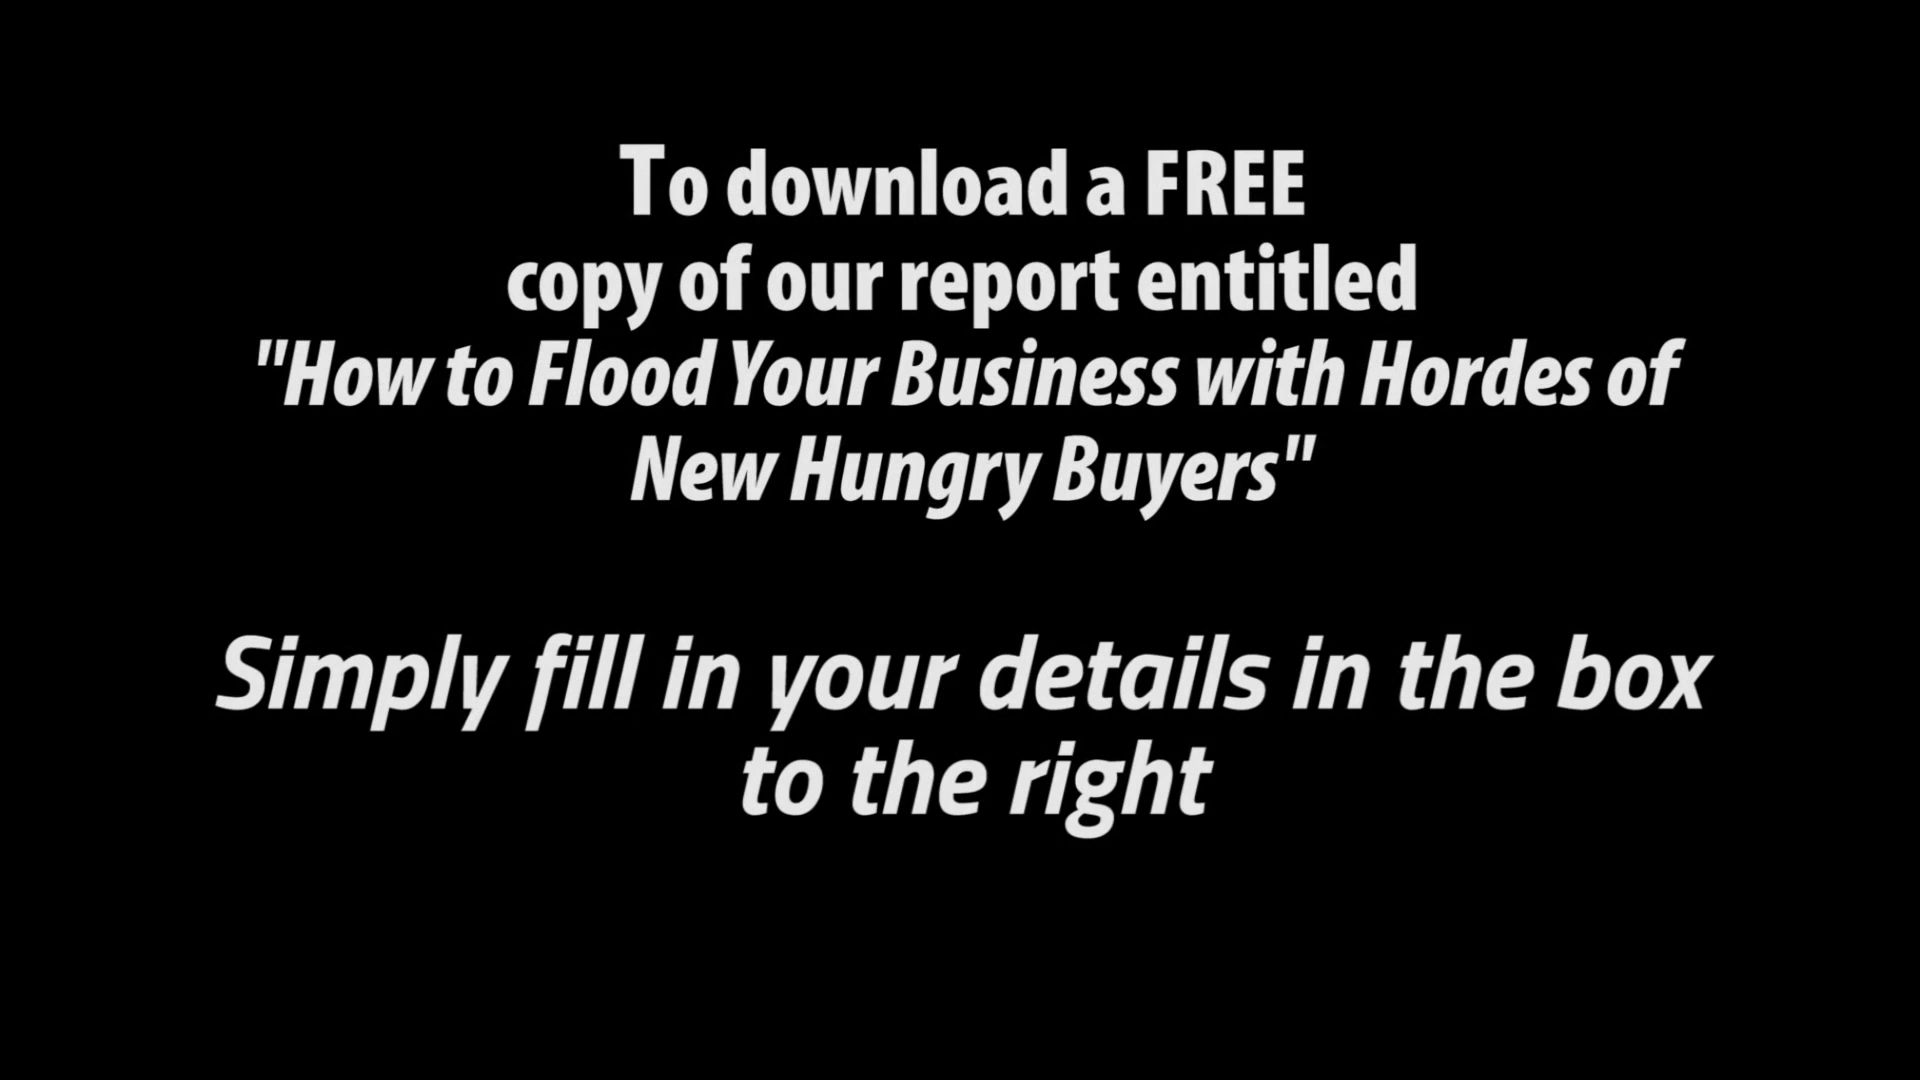 To download a FREE
copy of our report entitled
"How to Flood Your Business with Hordes of
New Hungry Buyers"
Simply fill in your details in the box
to the right